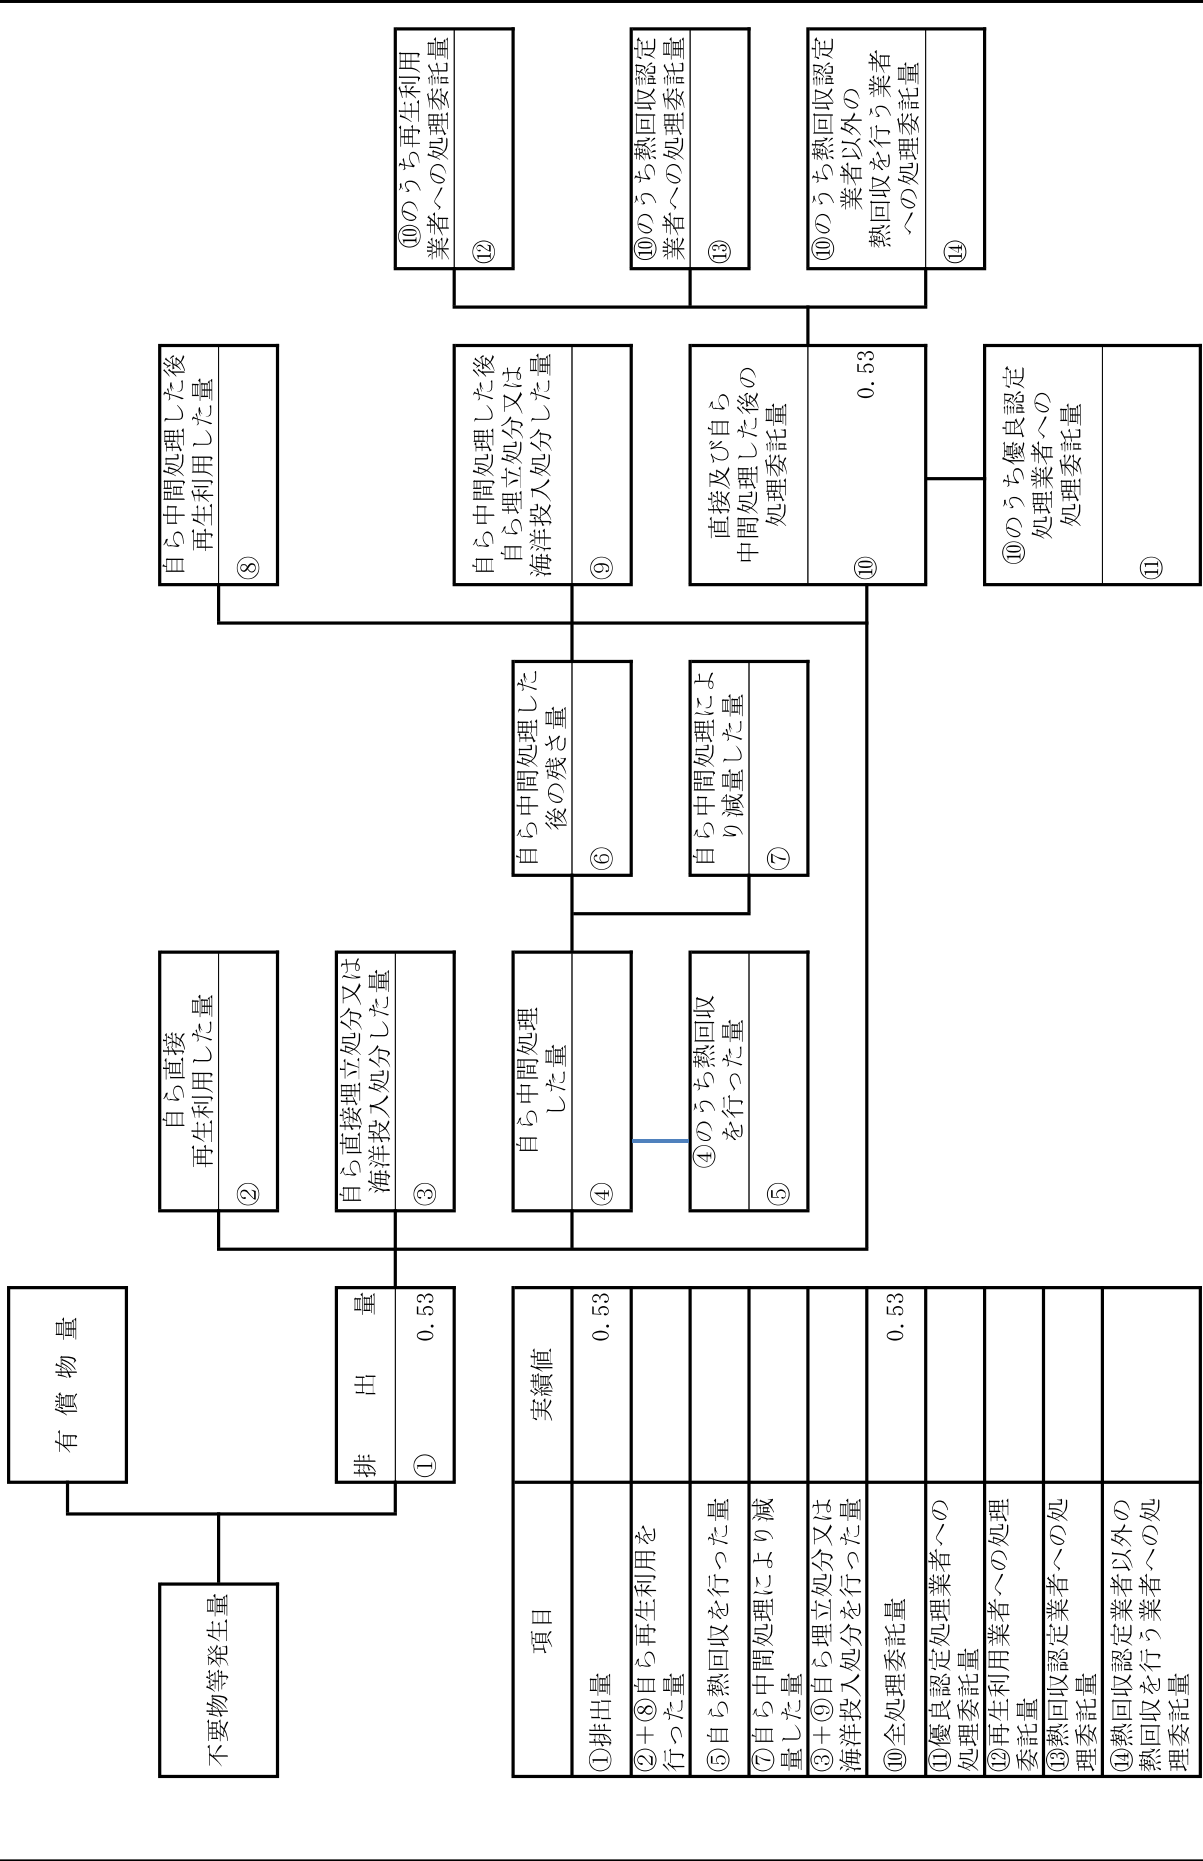 有償物量
不要物等発生量
排出量
① 0.53
自ら直接
再生利用した量
②
自ら直接埋立処分又は
海洋投入処分した量
③
自ら中間処理
した量
④
④のうち熱回収
を行った量
⑤
自ら中間処理した
後の残さ量
⑥
自ら中間処理によ
り減量した量
⑦
自ら中間処理した後
再生利用した量
⑧
自ら中間処理した後
自ら埋立処分又は
海洋投入処分した量
⑨
直接及び自ら
中間処理した後の
処理委託量
⑩ 0.53
⑩のうち優良認定
処理業者への
処理委託量
⑪
⑩のうち再生利用
業者への処理委託量
⑫
⑩のうち熱回収認定
業者への処理委託量
⑬
⑩のうち熱回収認定
業者以外の
熱回収を行う業者
への処理委託量
⑭
項目 実績値
①排出量 0.53
②+⑧自ら再生利用を
行った量
⑤自ら熱回収を行った量
⑦自ら中間処理により減
量した量
③+⑨自ら埋立処分又は
海洋投入処分を行った量
⑩全処理委託量 0.53
⑪優良認定処理業者への
処理委託量
⑫再生利用業者への処理
委託量
⑬熱回収認定業者への処
理委託量
⑭熱回収認定業者以外の
熱回収を行う業者への処
理委託量